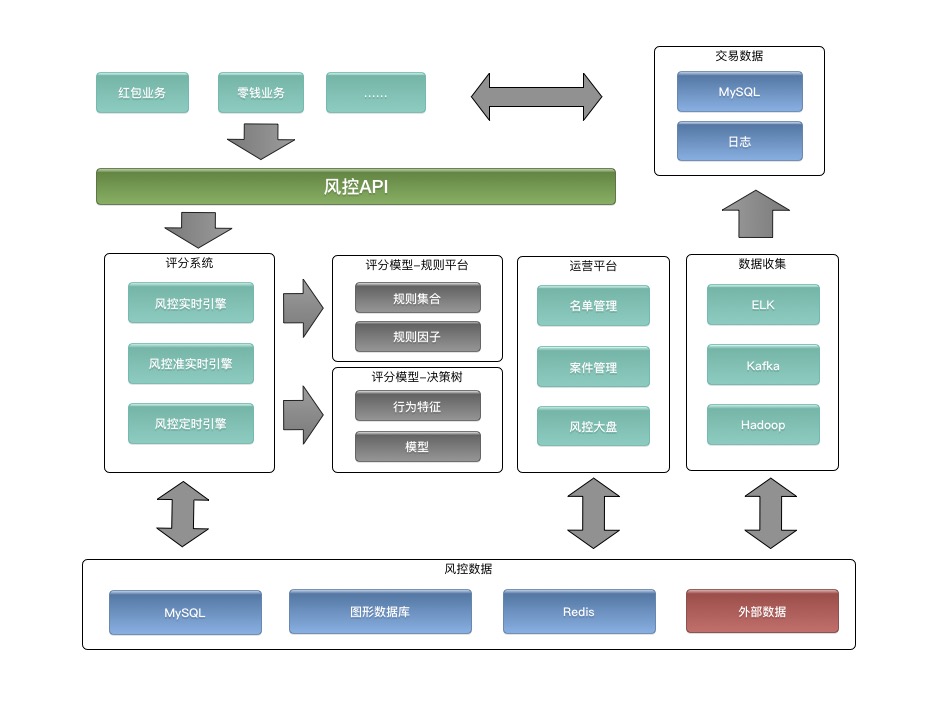 红包业务
零钱业务
......
交易数据
MySQL
日志
风控API
评分系统
风控实时引擎
风控准实时引擎
风控定时引擎
评分模型-规则平台
规则集合
规则因子
评分模型-决策树
行为特征
模型
运营平台
名单管理
案件管理
风控大盘
数据收集
ELK
Kafka
Hadoop
风控数据
MySQL
图形数据库
Redis
外部数据